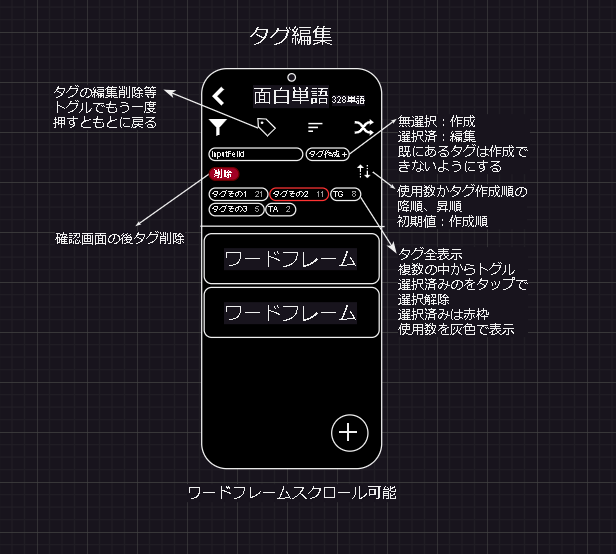 タグ編集
タグの編集削除等
トグルでもう一度
押すともとに戻る
面白単語 328単語
InputFeild
タグ作成 +
削除
タグその1 21
タグその2 11
TG 8
タグその3 5
TA 2
無選択：作成
選択済：編集
既にあるタグは作成で
きないようにする
使用数かタグ作成順の
降順、昇順
初期値：作成順
確認画面の後タグ削除
タグ全表示
複数の中からトグル
選択済みのをタップで
選択解除
選択済みは赤枠
使用数を灰色で表示
ワードフレーム
ワードフレーム
ワードフレームスクロール可能